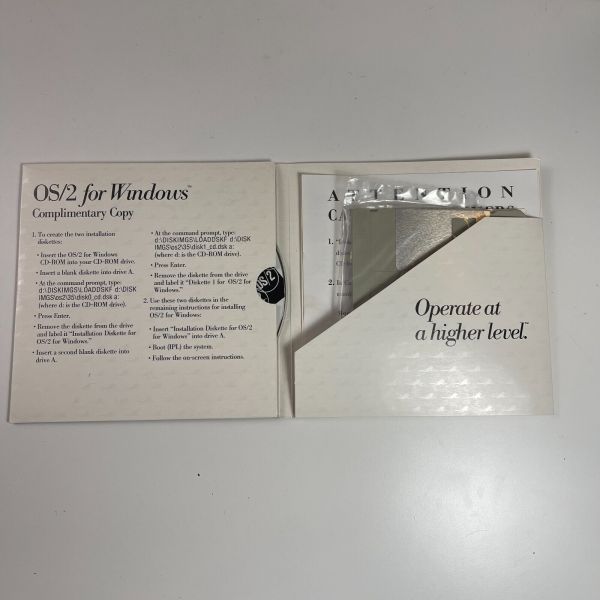 OS/2 for Windows™
Complimentary Copy
1. To create the two installation
diskettes:
• Insert the OS/2 for Windows
CD-ROM into your CD-ROM drive.
• Insert a blank diskette into drive A.
• At the command prompt, type:
d:\DISKIMGS\LOADDSKF d:\DISK
IMGS\os2\35\disk0_cd.dsk a:
(where d: is the CD-ROM drive).
• Press Enter.
• Remove the diskette from the drive
and label it "Installation Diskette for
OS/2 for Windows."
• Insert a second blank diskette into
drive A.
• At the command prompt, type:
d:\DISKIMGS\LOADDSKF d:\DISK
IMGS\os2\35\disk1_cd.dsk a:
(where d: is the CD-ROM drive).
• Press Enter.
• Remove the diskette from the drive
and label it "Diskette 1 for OS/2 for
Windows."
2. Use these two diskettes in the
remaining instructions for installing
OS/2 for Windows:
• Insert "Installation Diskette for OS/2
for Windows" into drive A.
• Boot (IPL) the system.
• Follow the on-screen instructions.
OS/2
ATTENTION
1.
2.
Operate at
a higher level.™